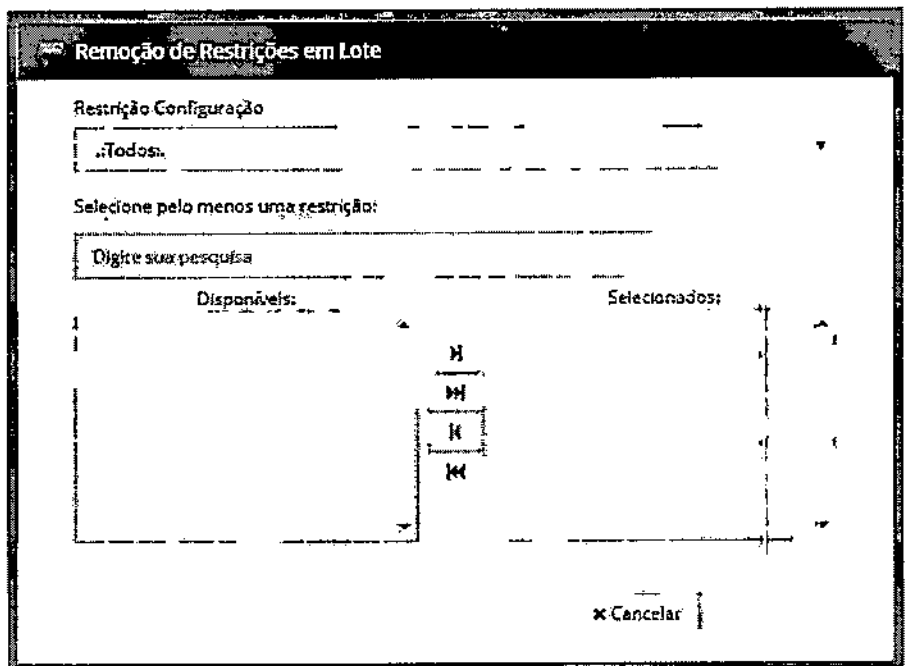 Remoção de Restrições em Lote
Restrição Configuração
.:Todos:.
Selecione pelo menos uma restrição:
Digite sua pesquisa
Disponíveis:
Selecionados:
Cancelar